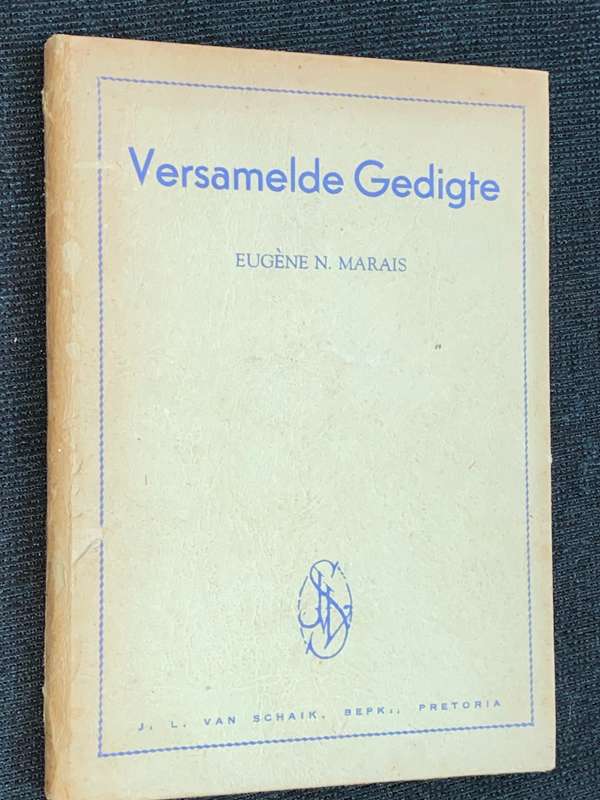 Versamelde Gedigte
EUGÈNE N. MARAIS
J. L. VAN SCHAIK, BEPK., PRETORIA